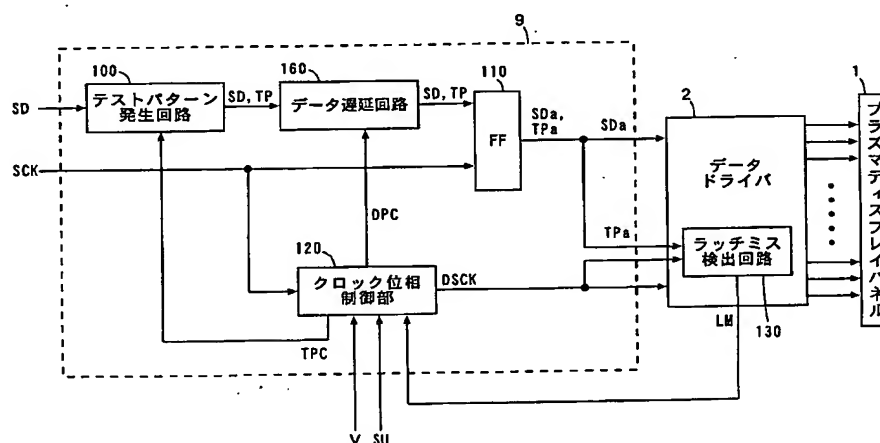 9
100
160
110
2
1
SD
テストパターン
発生回路
SD, TP
データ遅延回路
SD, TP
FF
SDa,
TPa
SDa
データ
ドライバ
プラズマディスプレイパネル
SCK
DPC
TPa
ラッチミス
検出回路
120
クロック位相
制御部
DSCK
LM
130
TPC
V
SU